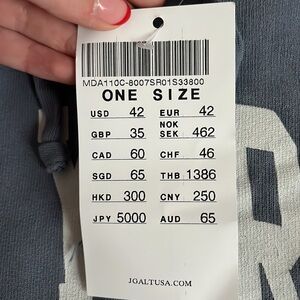 MDA110C-8007SR01S33800
ONE SIZE
USD 42 EUR 42
GBP 35 NOK SEK 462
CAD 60 CHF 46
SGD 65 THB 1386
HKD 300 CNY 250
JPY 5000 AUD 65
JGALTUSA.COM
R